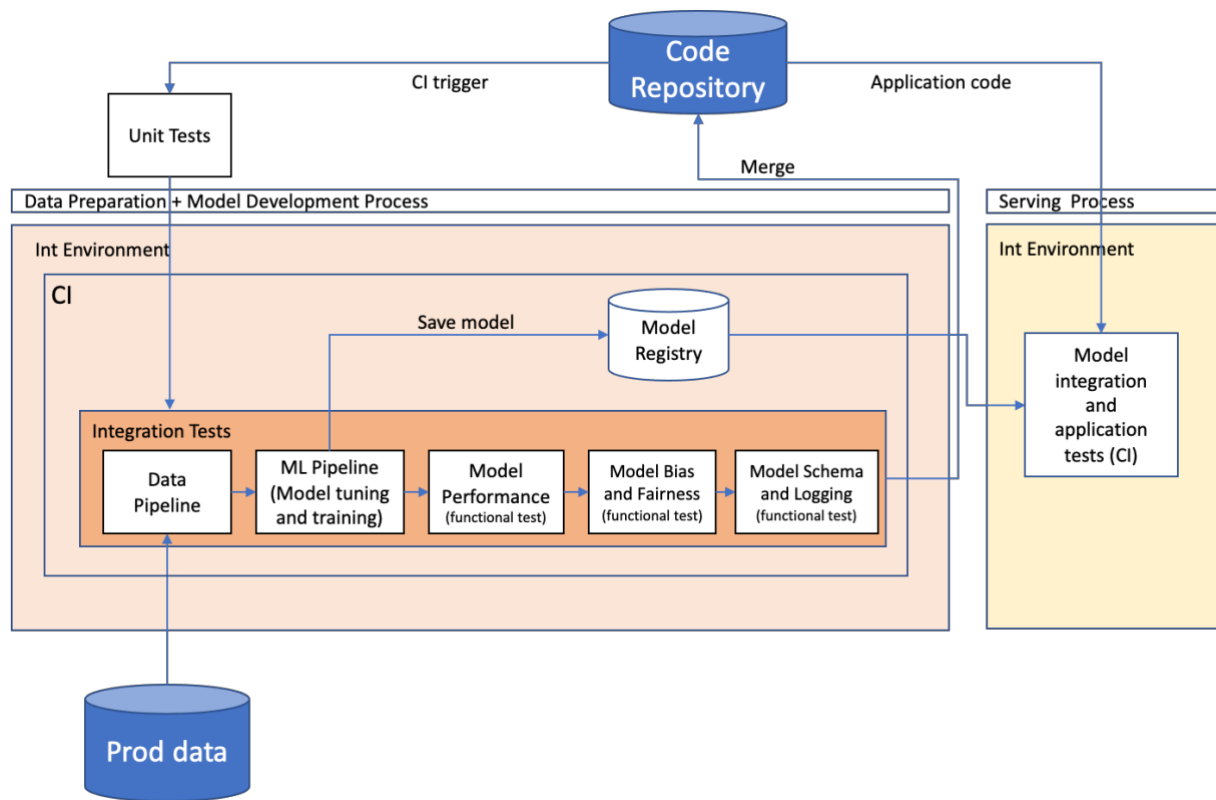 Code
Repository
CI trigger
Application code
Unit Tests
Merge
Data Preparation + Model Development Process
Serving Process
Int Environment
Int Environment
CI
Save model
Model
Registry
Model
integration
and
application
tests (CI)
Integration Tests
Data
Pipeline
ML Pipeline
(Model tuning
and training)
Model
Performance
(functional test)
Model Bias
and Fairness
(functional test)
Model Schema
and Logging
(functional test)
Prod data